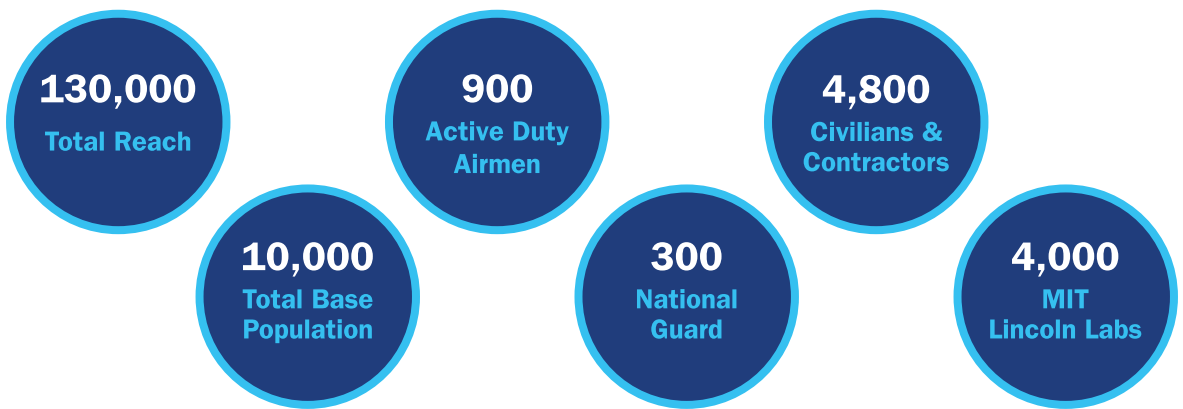 130,000
Total Reach
10,000
Total Base
Population
900
Active Duty
Airmen
300
National
Guard
4,800
Civilians &
Contractors
4,000
MIT
Lincoln Labs